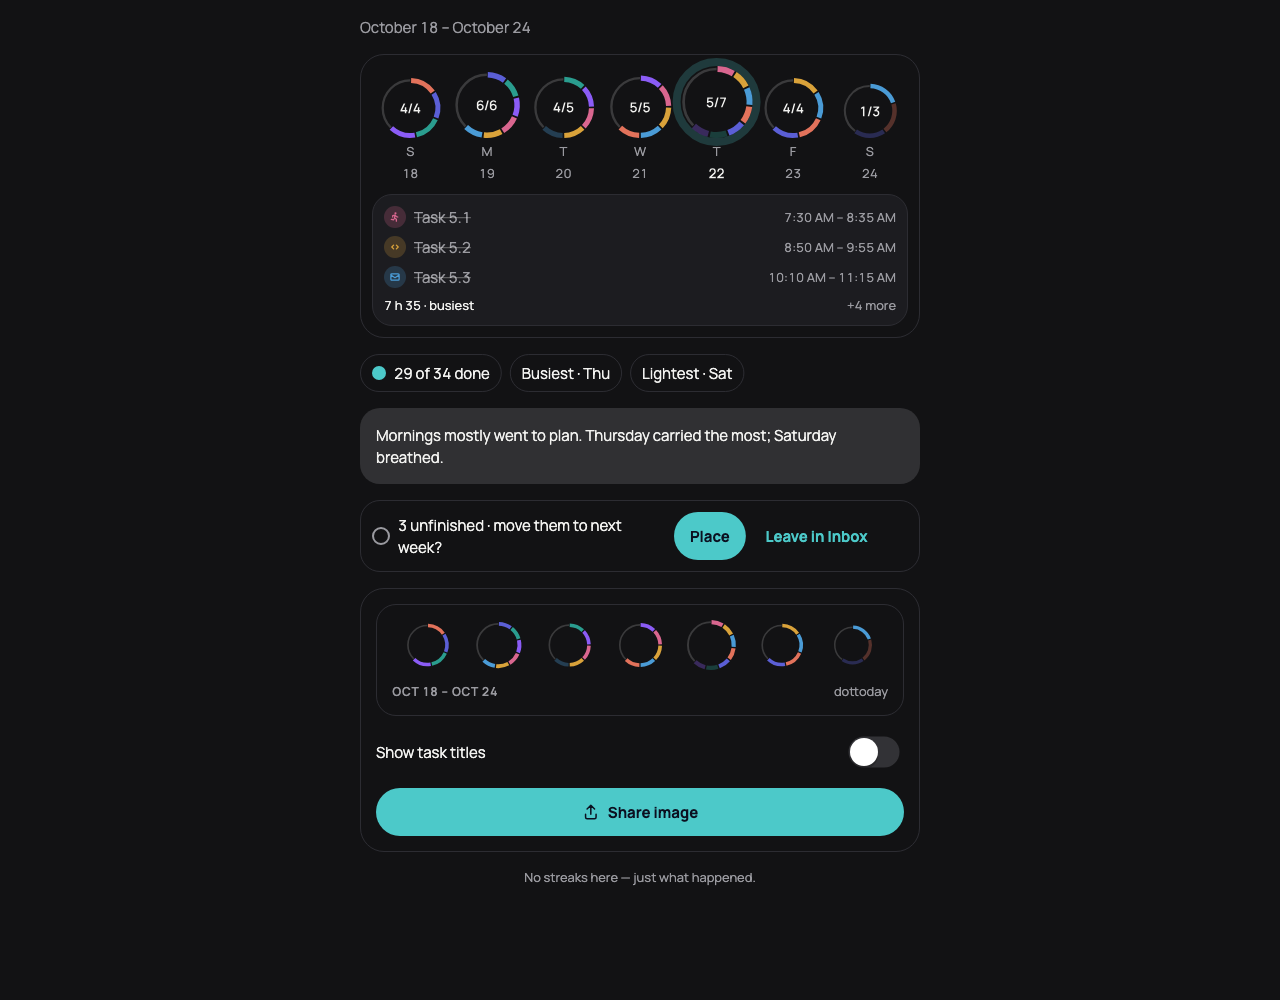 October 18 – October 24
4/4
6/6
4/5
5/5
5/7
4/4
1/3
S
M
T
W
T
F
S
18
19
20
21
22
23
24
Task 5.1
7:30 AM – 8:35 AM
Task 5.2
8:50 AM – 9:55 AM
Task 5.3
10:10 AM – 11:15 AM
7 h 35 · busiest
+4 more
29 of 34 done
Busiest · Thu
Lightest · Sat
Mornings mostly went to plan. Thursday carried the most; Saturday
breathed.
3 unfinished · move them to next
week?
Place
Leave in Inbox
OCT 18 – OCT 24
dottoday
Show task titles
Share image
No streaks here — just what happened.